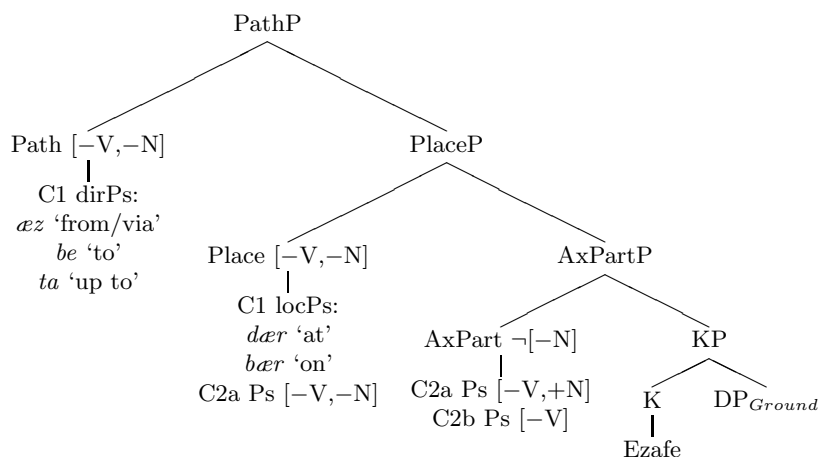 PathP
Path [−V,−N] PlaceP
C1 dirPs:
æz ‘from/via’
be ‘to’
ta ‘up to’
Place [−V,−N] AxPartP
C1 locPs:
dær ‘at’
bær ‘on’
C2a Ps [−V,−N]
AxPart ¬[−N] KP
C2a Ps [−V,+N]
C2b Ps [−V]
K DP_Ground
Ezafe